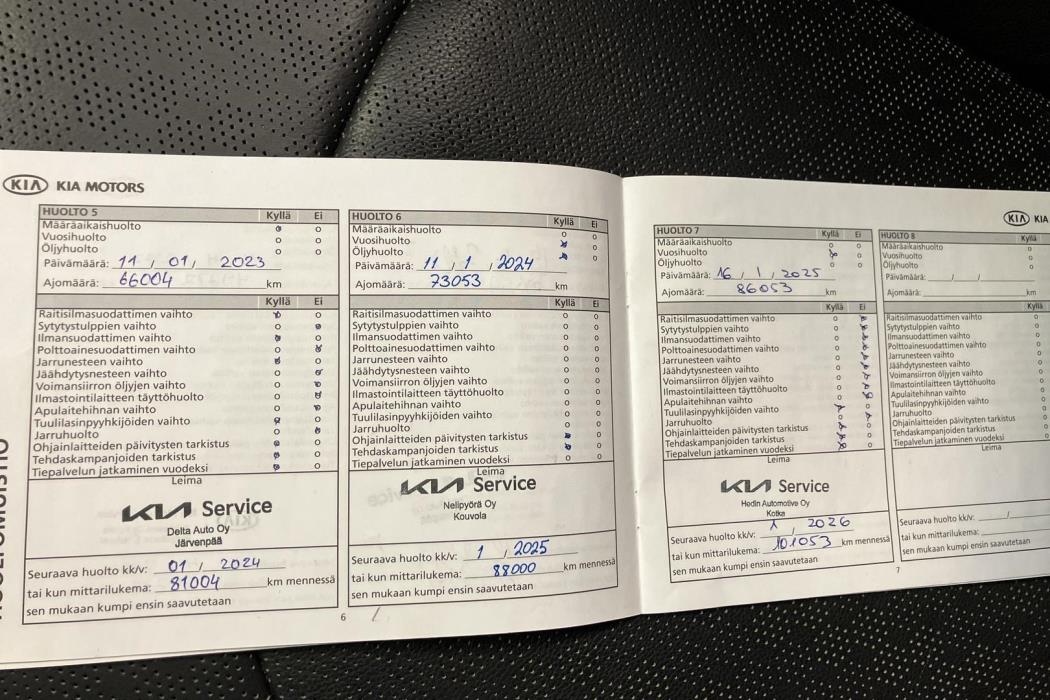 KIA KIA MOTORS
HUOLTO 5 Kyllä Ei
Määräaikaishuolto
Vuosihuolto
Öljyhuolto
Päivämäärä: 11 / 01 / 2023
Ajomäärä: 66004 km
Kyllä Ei
Raitisilmasuodattimen vaihto
Sytytystulppien vaihto
Ilmansuodattimen vaihto
Polttoainesuodattimen vaihto
Jarrunesteen vaihto
Jäähdytysnesteen vaihto
Voimansiirron öljyjen vaihto
Ilmastointilaitteen täyttöhuolto
Apulaitehihnan vaihto
Tuulilasinpyyhkijöiden vaihto
Jarruhuolto
Ohjainlaitteiden päivitysten tarkistus
Tehdaskampanjoiden tarkistus
Tiepalvelun jatkaminen vuodeksi
Leima
KIA Service
Delta Auto Oy
Järvenpää
Seuraava huolto kk/v: 01 / 2024
tai kun mittarilukema: 81004 km mennessä
sen mukaan kumpi ensin saavutetaan
HUOLTO 6 Kyllä Ei
Määräaikaishuolto
Vuosihuolto
Öljyhuolto
Päivämäärä: 11 / 1 / 2024
Ajomäärä: 73053 km
Kyllä Ei
Raitisilmasuodattimen vaihto
Sytytystulppien vaihto
Ilmansuodattimen vaihto
Polttoainesuodattimen vaihto
Jarrunesteen vaihto
Jäähdytysnesteen vaihto
Voimansiirron öljyjen vaihto
Ilmastointilaitteen täyttöhuolto
Apulaitehihnan vaihto
Tuulilasinpyyhkijöiden vaihto
Jarruhuolto
Ohjainlaitteiden päivitysten tarkistus
Tehdaskampanjoiden tarkistus
Tiepalvelun jatkaminen vuodeksi
Leima
KIA Service
Nelipyörä Oy
Kouvola
Seuraava huolto kk/v: 1 / 2025
tai kun mittarilukema: 88000 km mennessä
sen mukaan kumpi ensin saavutetaan
6
KIA KIA
HUOLTO 7 Kyllä Ei
Määräaikaishuolto
Vuosihuolto
Öljyhuolto
Päivämäärä: 16 / 1 / 2025
Ajomäärä: 86053 km
Kyllä Ei
Raitisilmasuodattimen vaihto
Sytytystulppien vaihto
Ilmansuodattimen vaihto
Polttoainesuodattimen vaihto
Jarrunesteen vaihto
Jäähdytysnesteen vaihto
Voimansiirron öljyjen vaihto
Ilmastointilaitteen täyttöhuolto
Apulaitehihnan vaihto
Tuulilasinpyyhkijöiden vaihto
Jarruhuolto
Ohjainlaitteiden päivitysten tarkistus
Tehdaskampanjoiden tarkistus
Tiepalvelun jatkaminen vuodeksi
Leima
KIA Service
Hedin Automotive Oy
Kotka
Seuraava huolto kk/v: 1 / 2026
tai kun mittarilukema: 101053 km mennessä
sen mukaan kumpi ensin saavutetaan
HUOLTO 8 Kyllä
Määräaikaishuolto
Vuosihuolto
Öljyhuolto
Päivämäärä: / /
Ajomäärä: km
Kyllä
Raitisilmasuodattimen vaihto
Sytytystulppien vaihto
Ilmansuodattimen vaihto
Polttoainesuodattimen vaihto
Jarrunesteen vaihto
Jäähdytysnesteen vaihto
Voimansiirron öljyjen vaihto
Ilmastointilaitteen täyttöhuolto
Apulaitehihnan vaihto
Tuulilasinpyyhkijöiden vaihto
Jarruhuolto
Ohjainlaitteiden päivitysten tarkistus
Tehdaskampanjoiden tarkistus
Tiepalvelun jatkaminen vuodeksi
Leima
Seuraava huolto kk/v: /
tai kun mittarilukema:
sen mukaan kumpi ensin saavutetaan
7